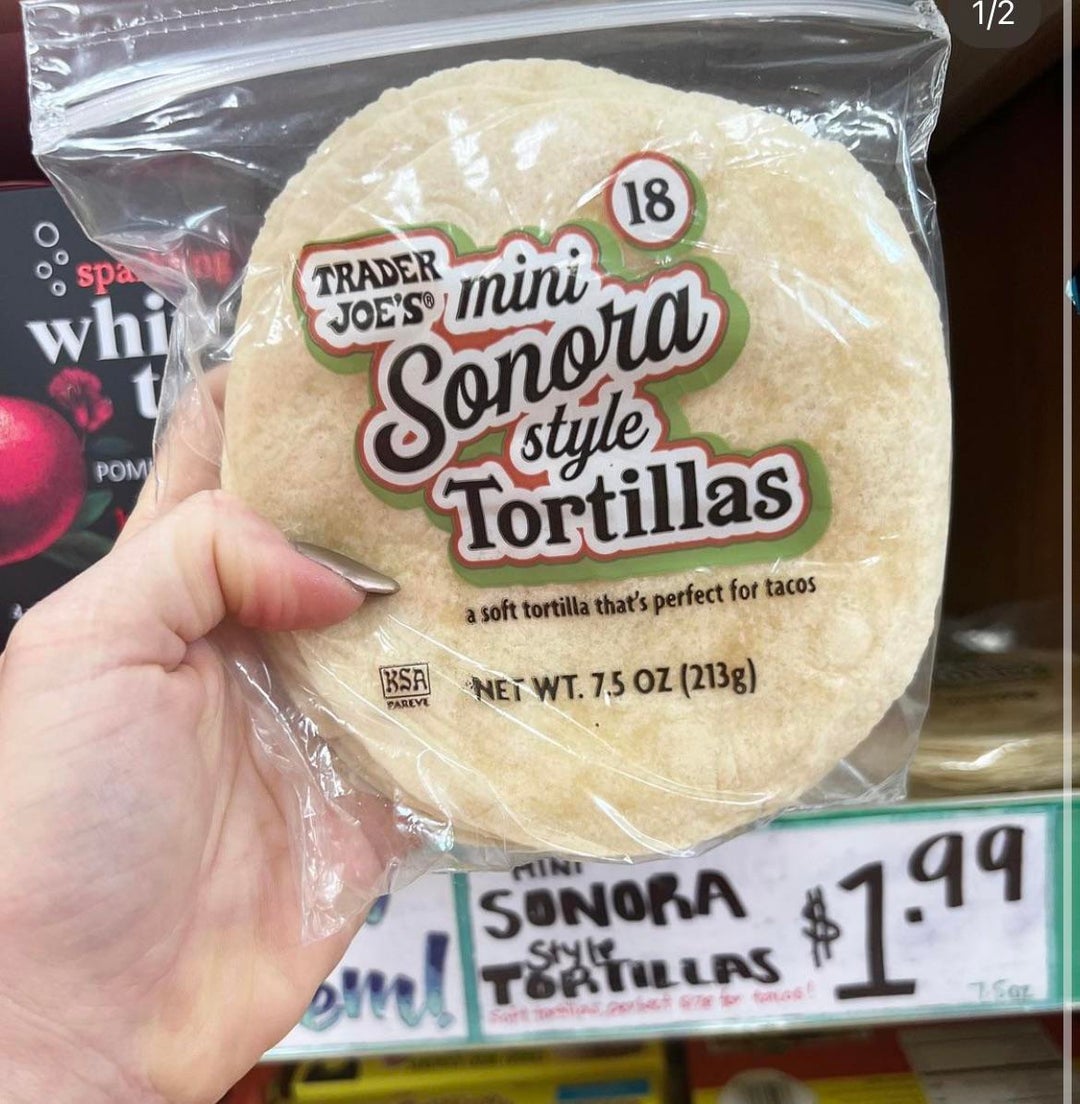 1/2
18
TRADER
JOE'S® mini
Sonora
style
Tortillas
a soft tortilla that's perfect for tacos
KSA
PAREVE
NET WT. 7.5 OZ (213g)
whi
t
MINI
SONORA
Style
TORTILLAS
$1.99
7.5oz